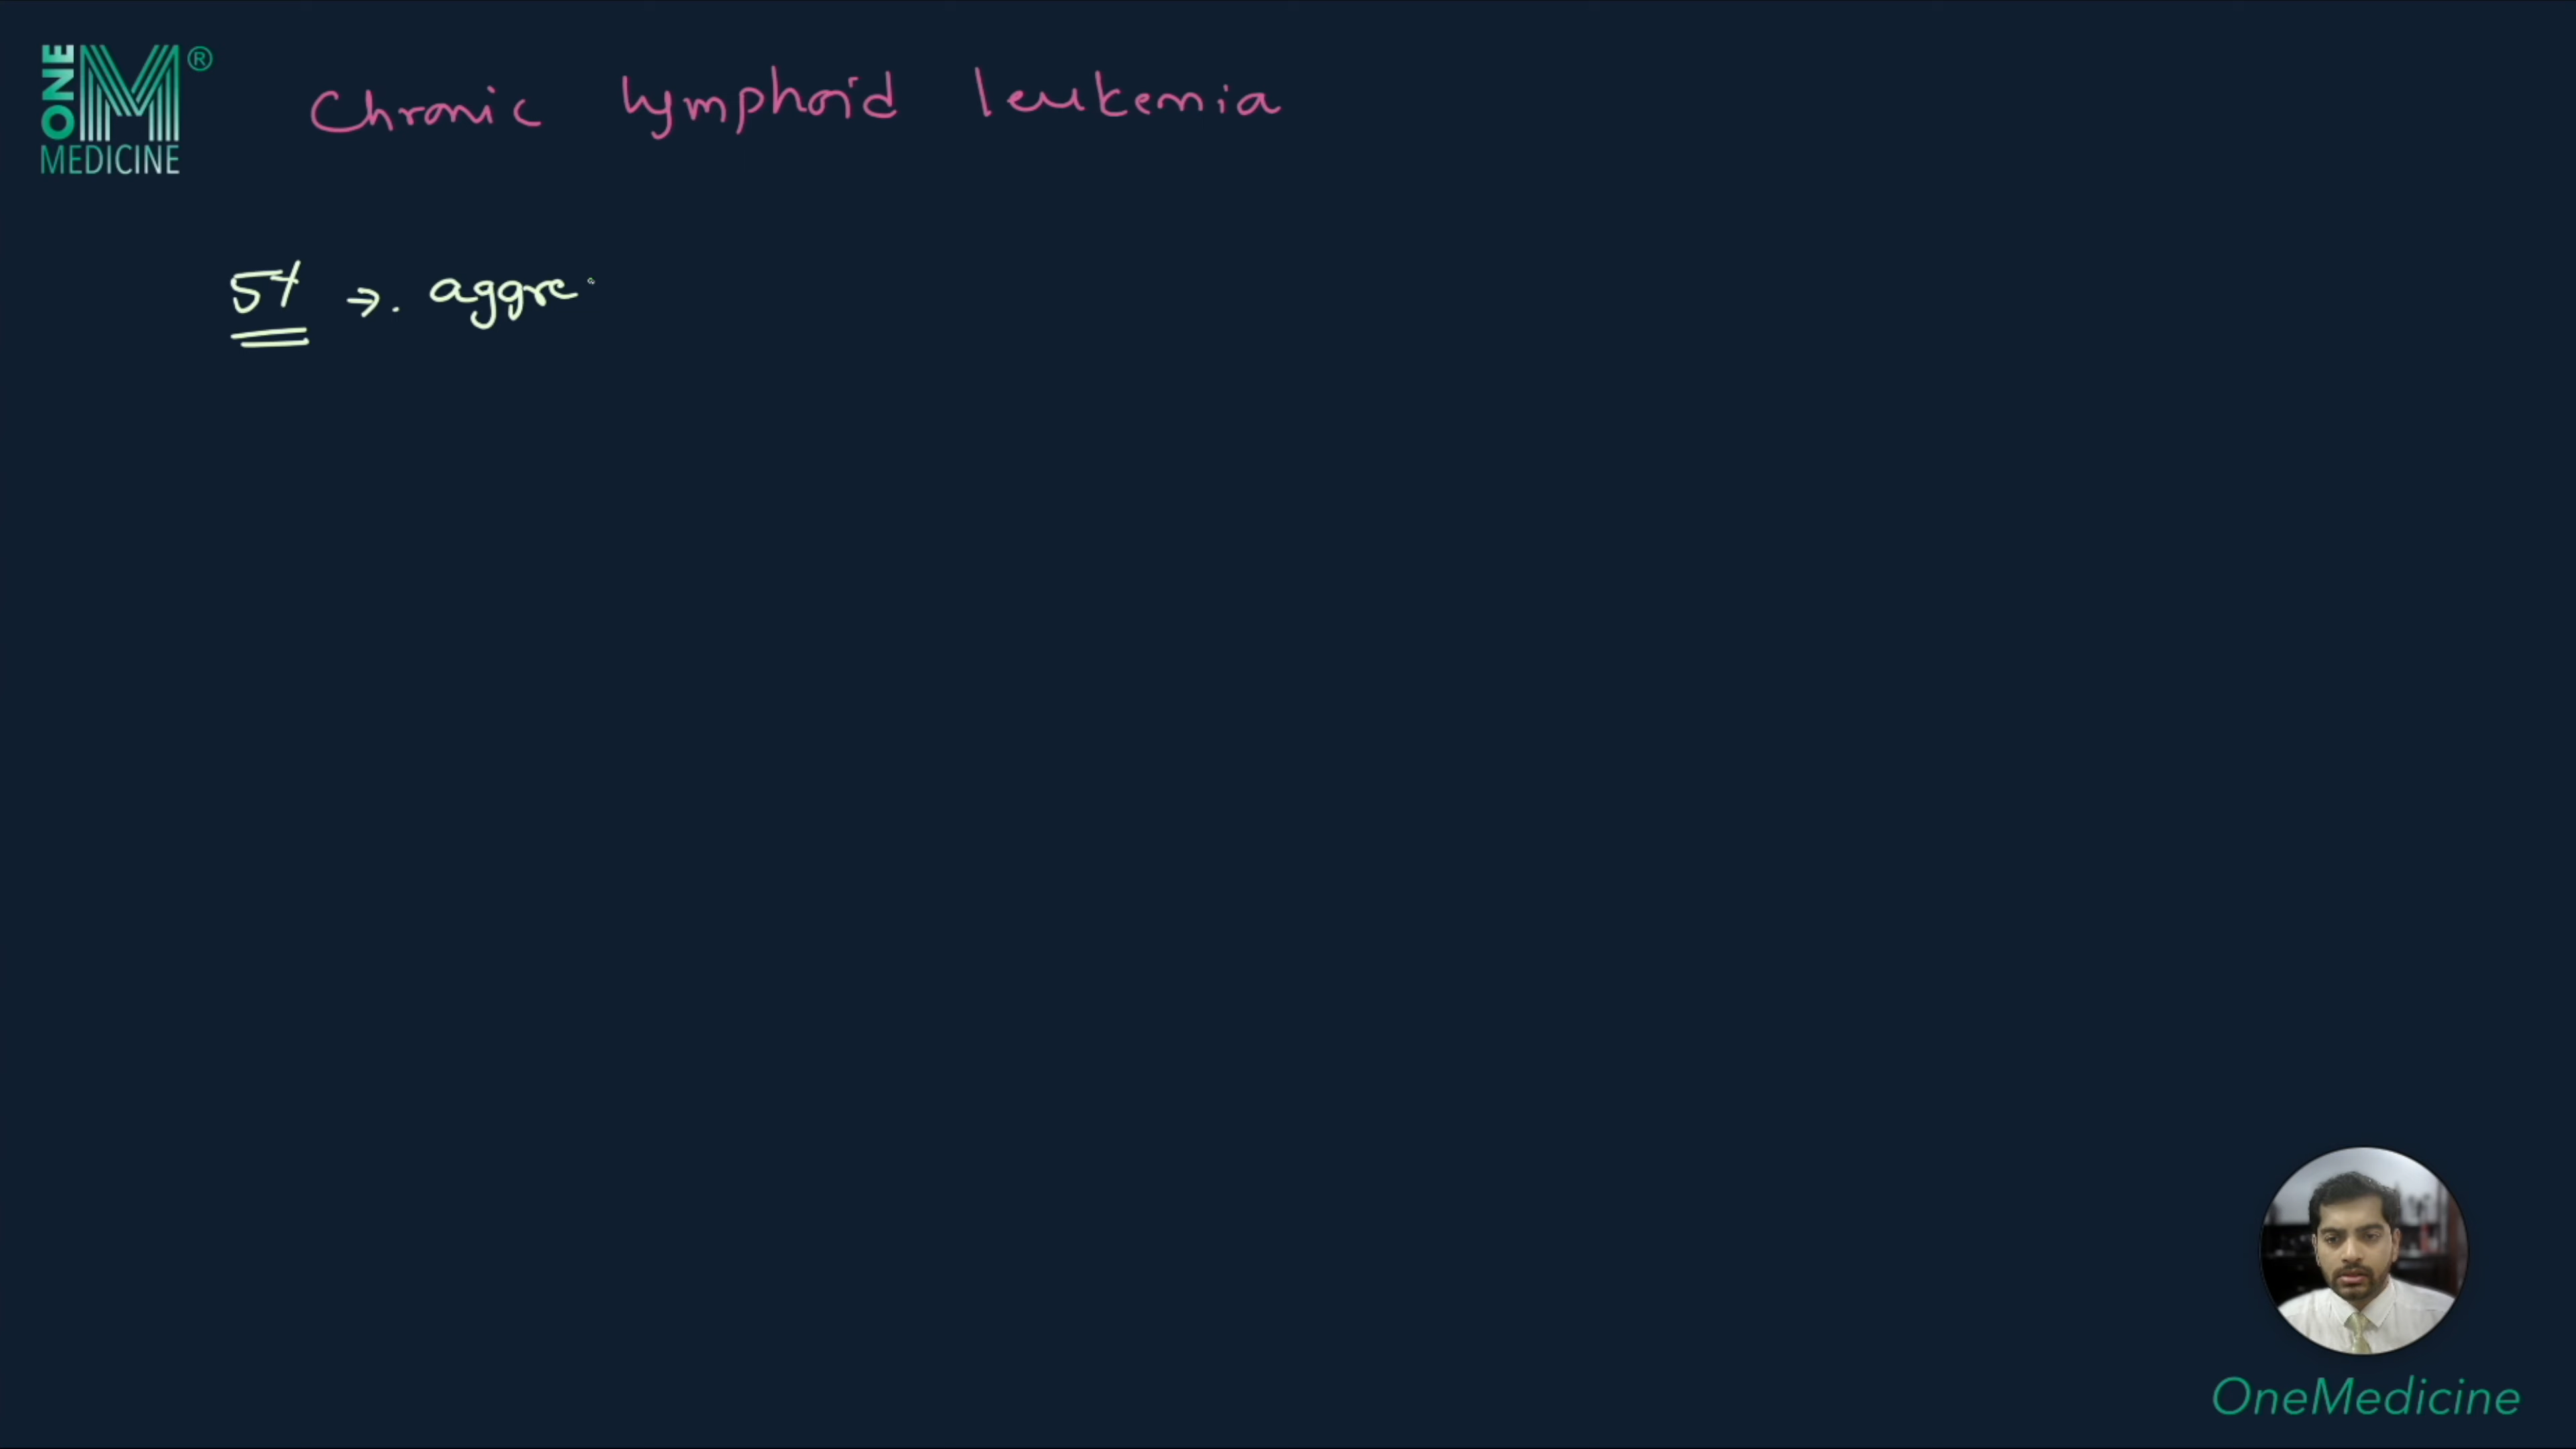 ONE M ®
MEDICINE
Chronic lymphoid leukemia
5% →. aggre
OneMedicine